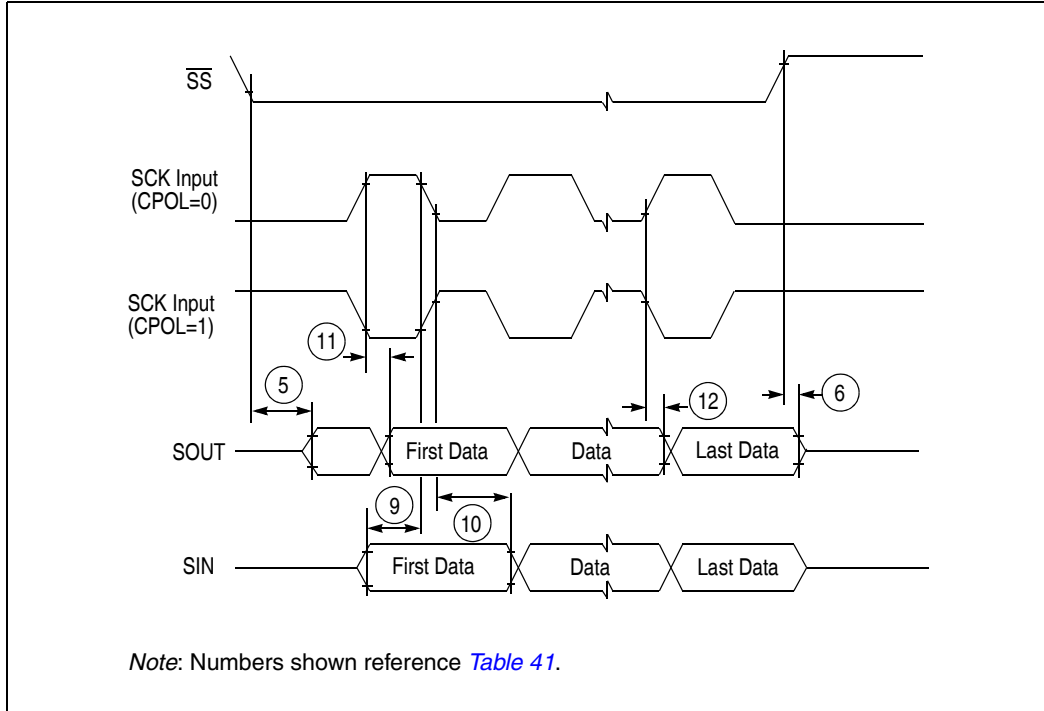 SS
SCK Input
(CPOL=0)
SCK Input
(CPOL=1)
11
5
12
6
SOUT
First Data
Data
Last Data
9
10
SIN
First Data
Data
Last Data
Note: Numbers shown reference Table 41.